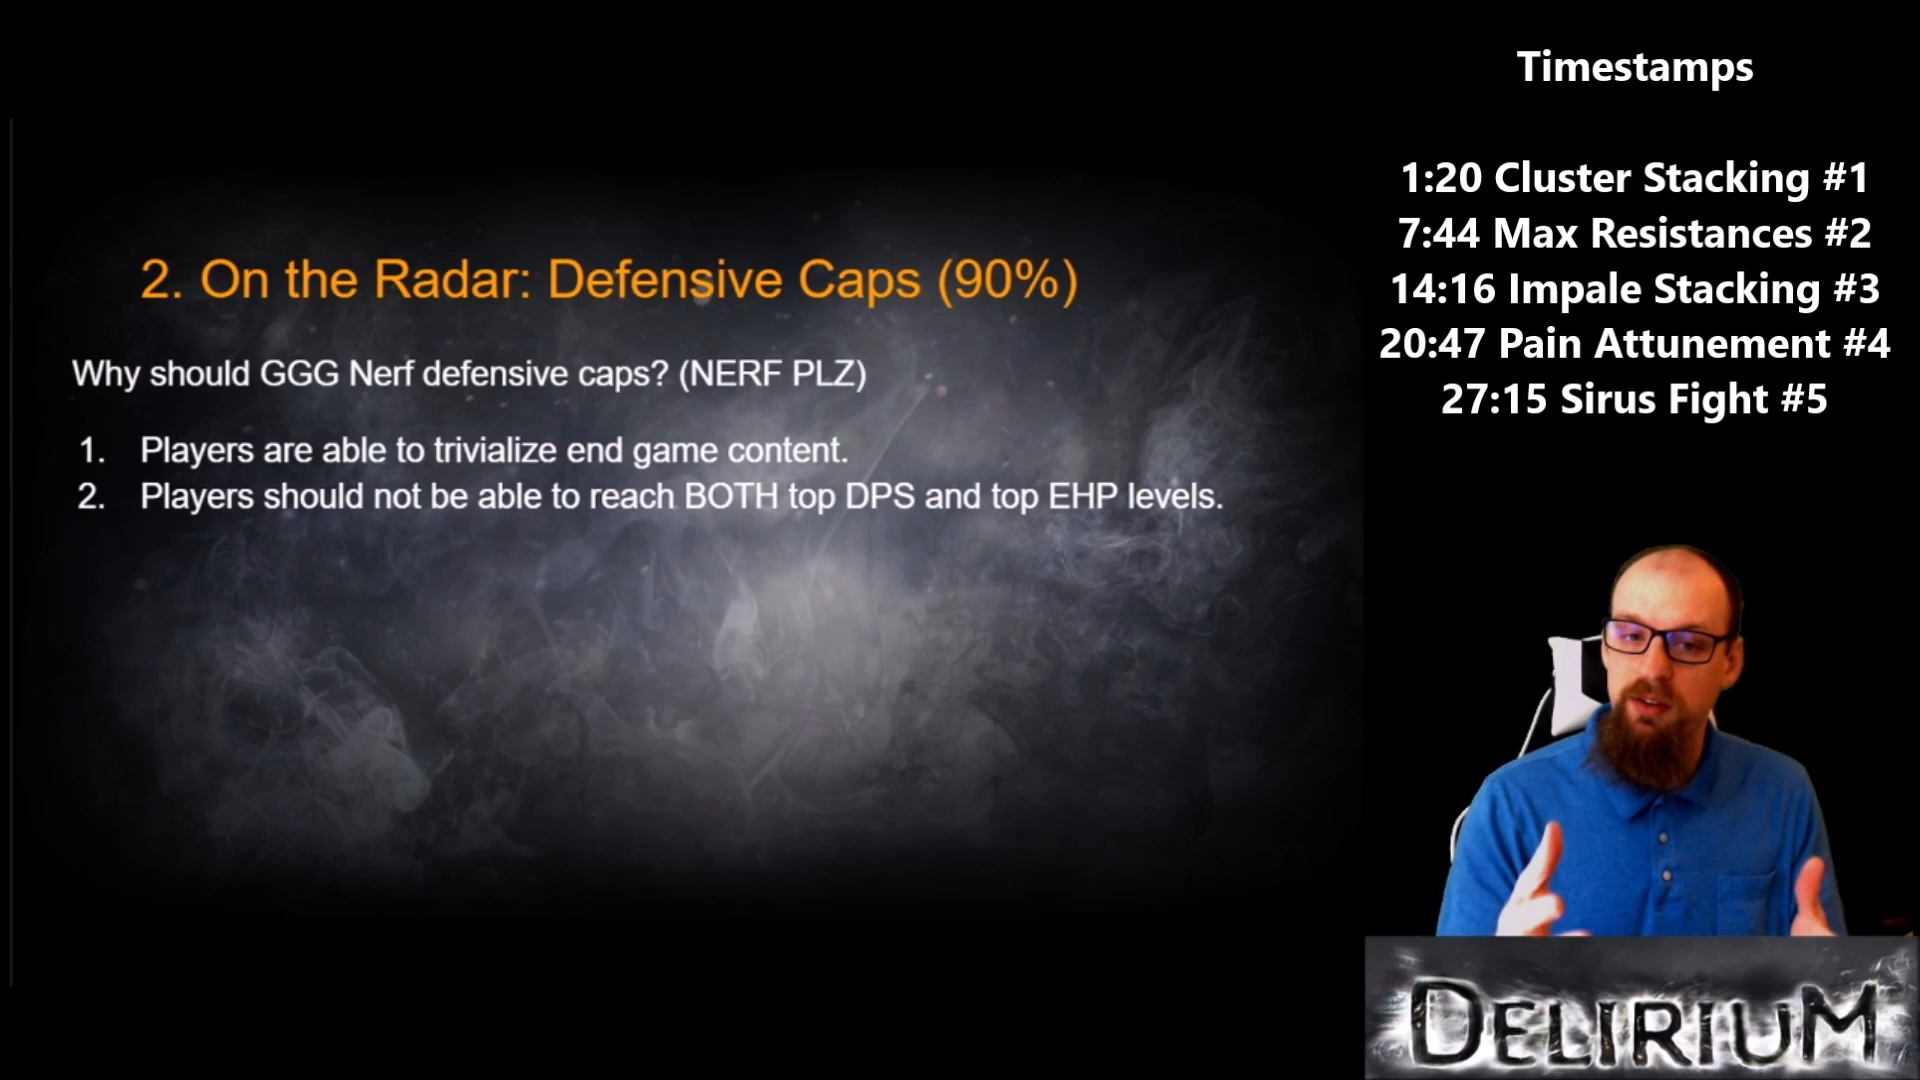 2. On the Radar: Defensive Caps (90%)
Why should GGG Nerf defensive caps? (NERF PLZ)
1. Players are able to trivialize end game content.
2. Players should not be able to reach BOTH top DPS and top EHP levels.
Timestamps
1:20 Cluster Stacking #1
7:44 Max Resistances #2
14:16 Impale Stacking #3
20:47 Pain Attunement #4
27:15 Sirus Fight #5
DELIRIUM